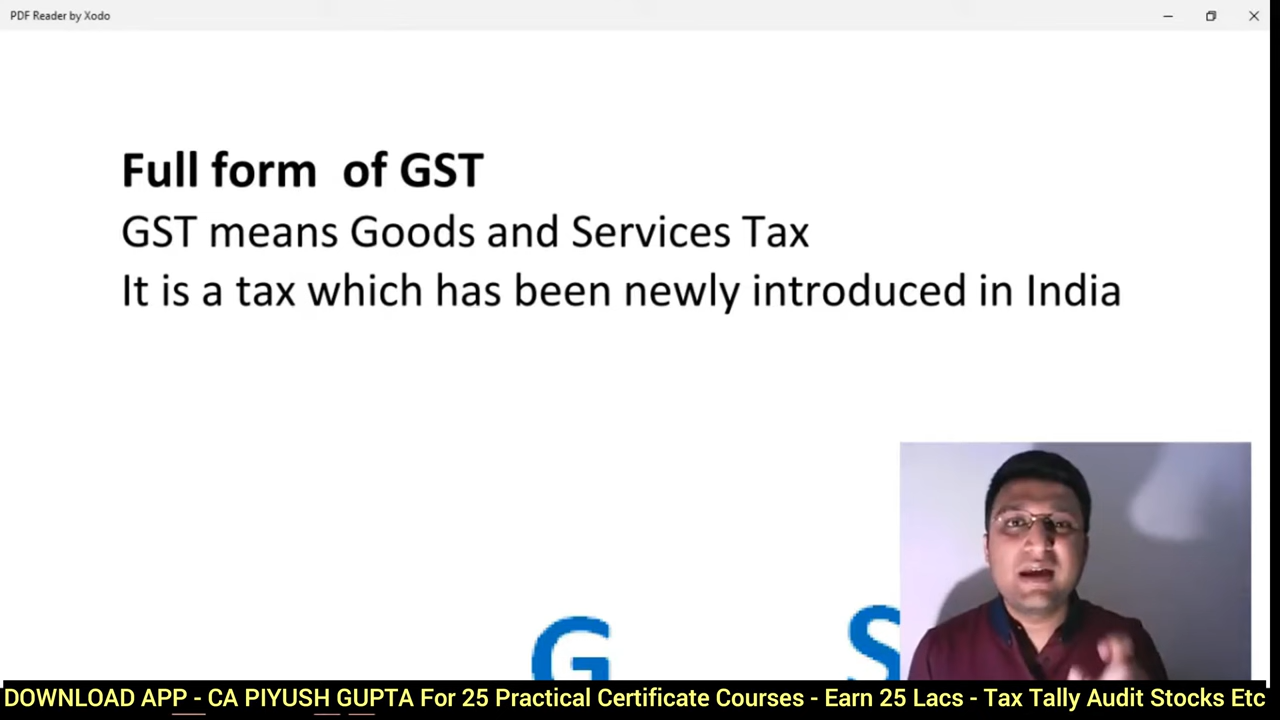 PDF Reader by Xodo
Full form of GST
GST means Goods and Services Tax
It is a tax which has been newly introduced in India
G S
DOWNLOAD APP - CA PIYUSH GUPTA For 25 Practical Certificate Courses - Earn 25 Lacs - Tax Tally Audit Stocks Etc